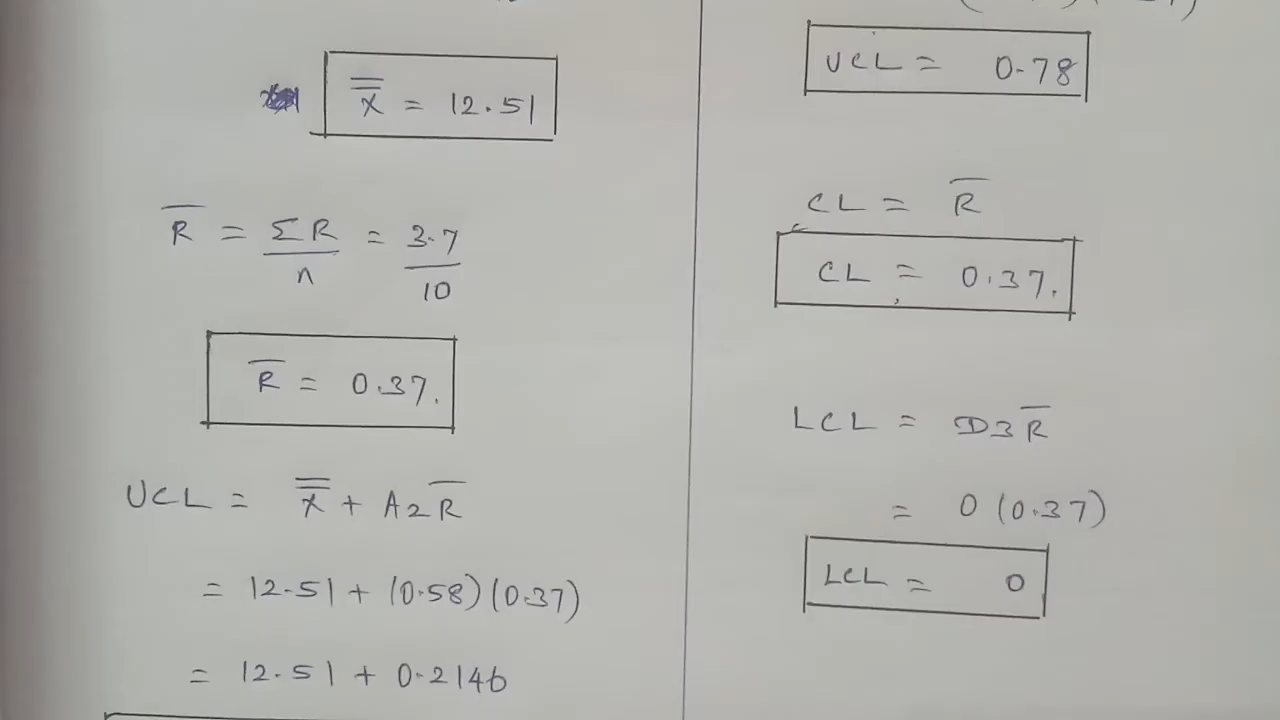 X̿ = 12.51
R̅ = ΣR/n = 3.7/10
R̅ = 0.37.
UCL = X̿ + A2R̅
= 12.51 + (0.58)(0.37)
= 12.51 + 0.2146
UCL = 0.78
CL = R̅
CL = 0.37.
LCL = D3R̅
= 0(0.37)
LCL = 0